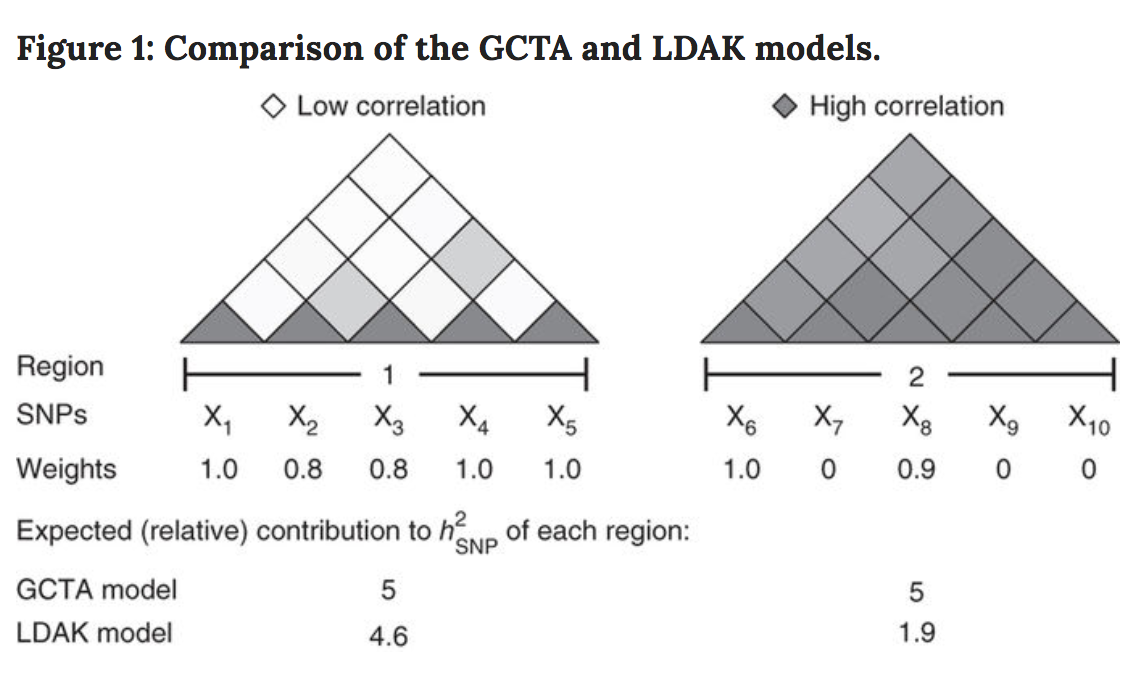 Figure 1: Comparison of the GCTA and LDAK models.
Low correlation High correlation
Region 1 2
SNPs X1 X2 X3 X4 X5 X6 X7 X8 X9 X10
Weights 1.0 0.8 0.8 1.0 1.0 1.0 0 0.9 0 0
Expected (relative) contribution to h²SNP of each region:
GCTA model 5 5
LDAK model 4.6 1.9